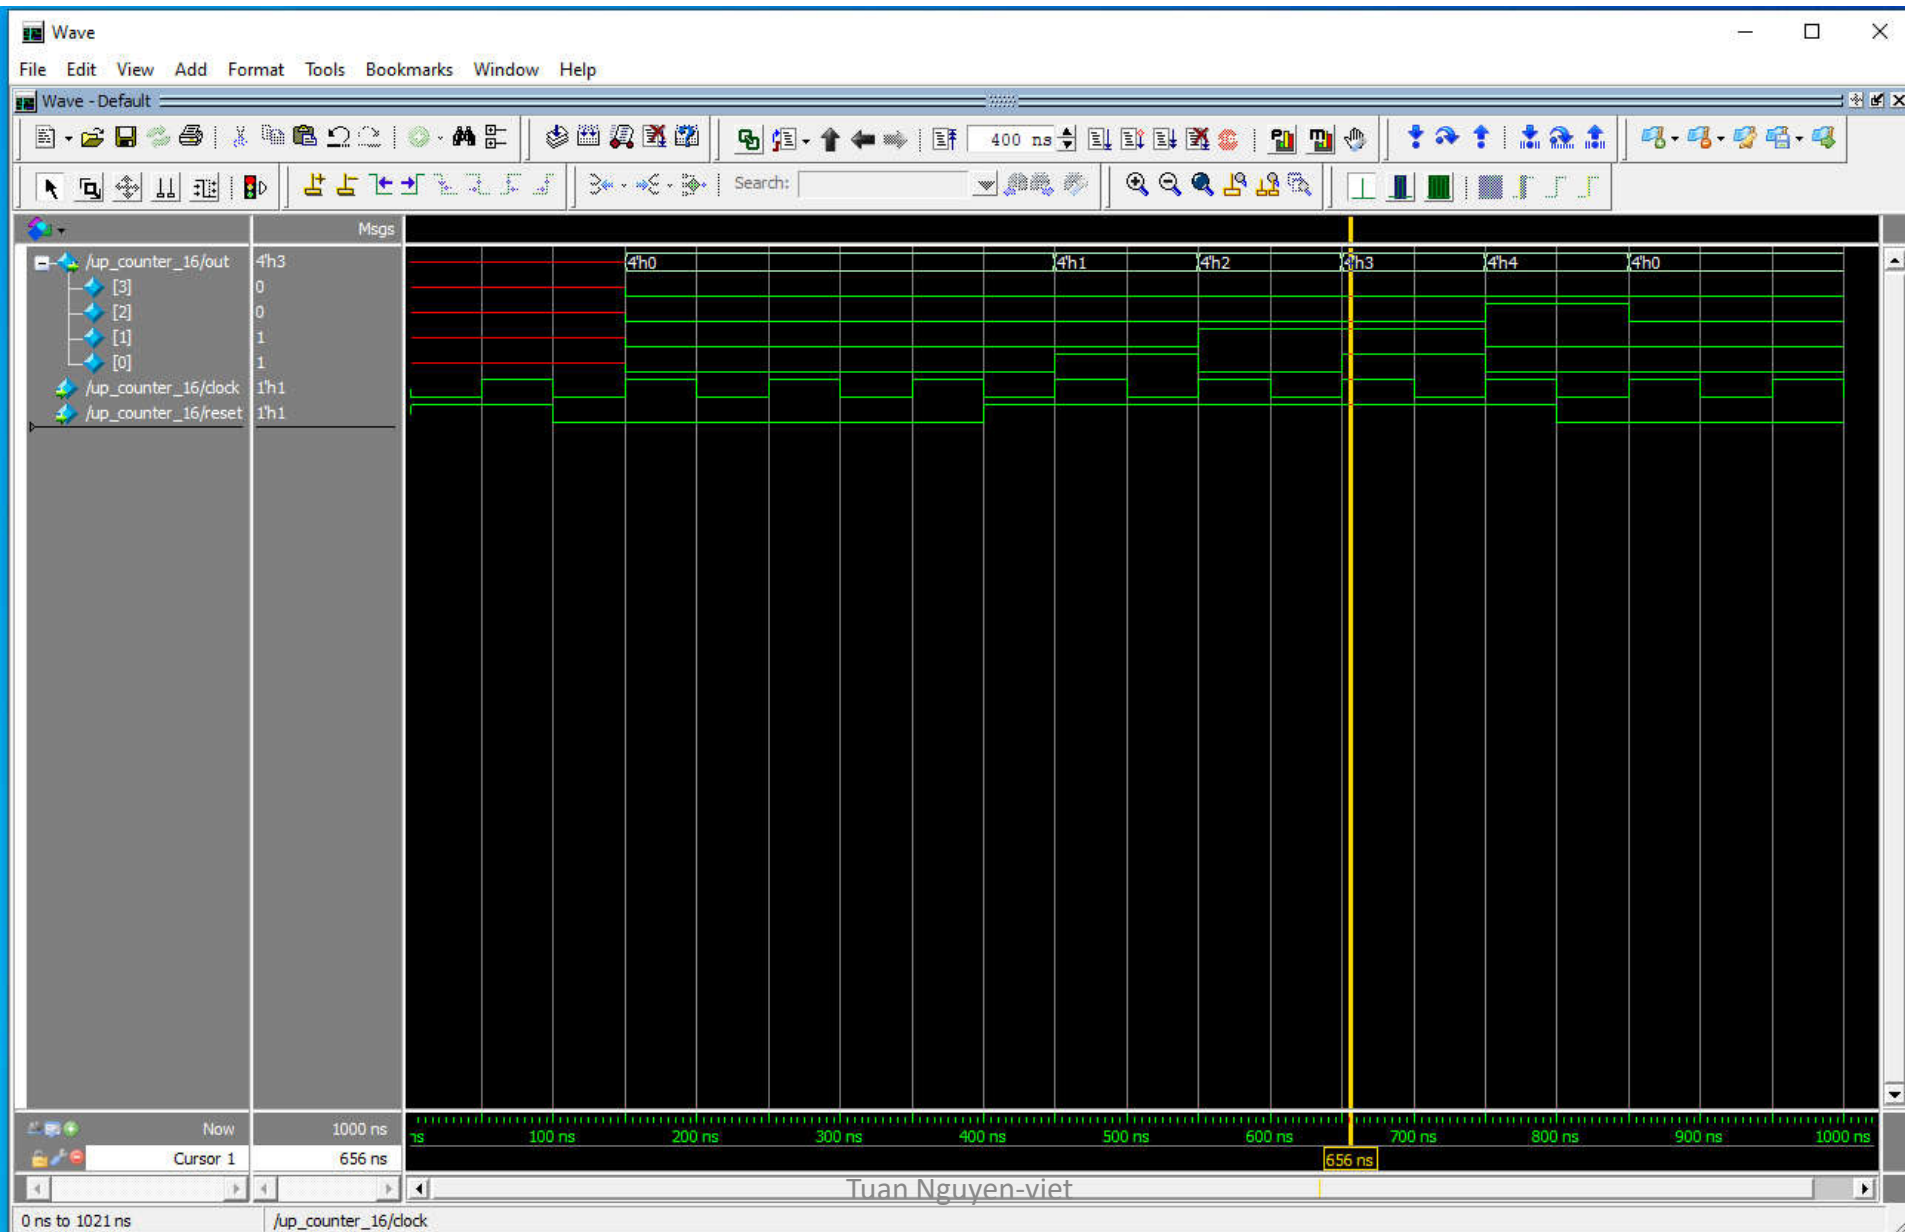 Wave
File Edit View Add Format Tools Bookmarks Window Help
Wave - Default
400 ns
Search:
Msgs
/up_counter_16/out 4'h3 4'h0 4'h1 4'h2 4'h3 4'h4 4'h0
[3] 0
[2] 0
[1] 1
[0] 1
/up_counter_16/clock 1'h1
/up_counter_16/reset 1'h1
Now 1000 ns
ns 100 ns 200 ns 300 ns 400 ns 500 ns 600 ns 700 ns 800 ns 900 ns 1000 ns
Cursor 1 656 ns 656 ns
Tuan Nguyen-viet
0 ns to 1021 ns /up_counter_16/clock